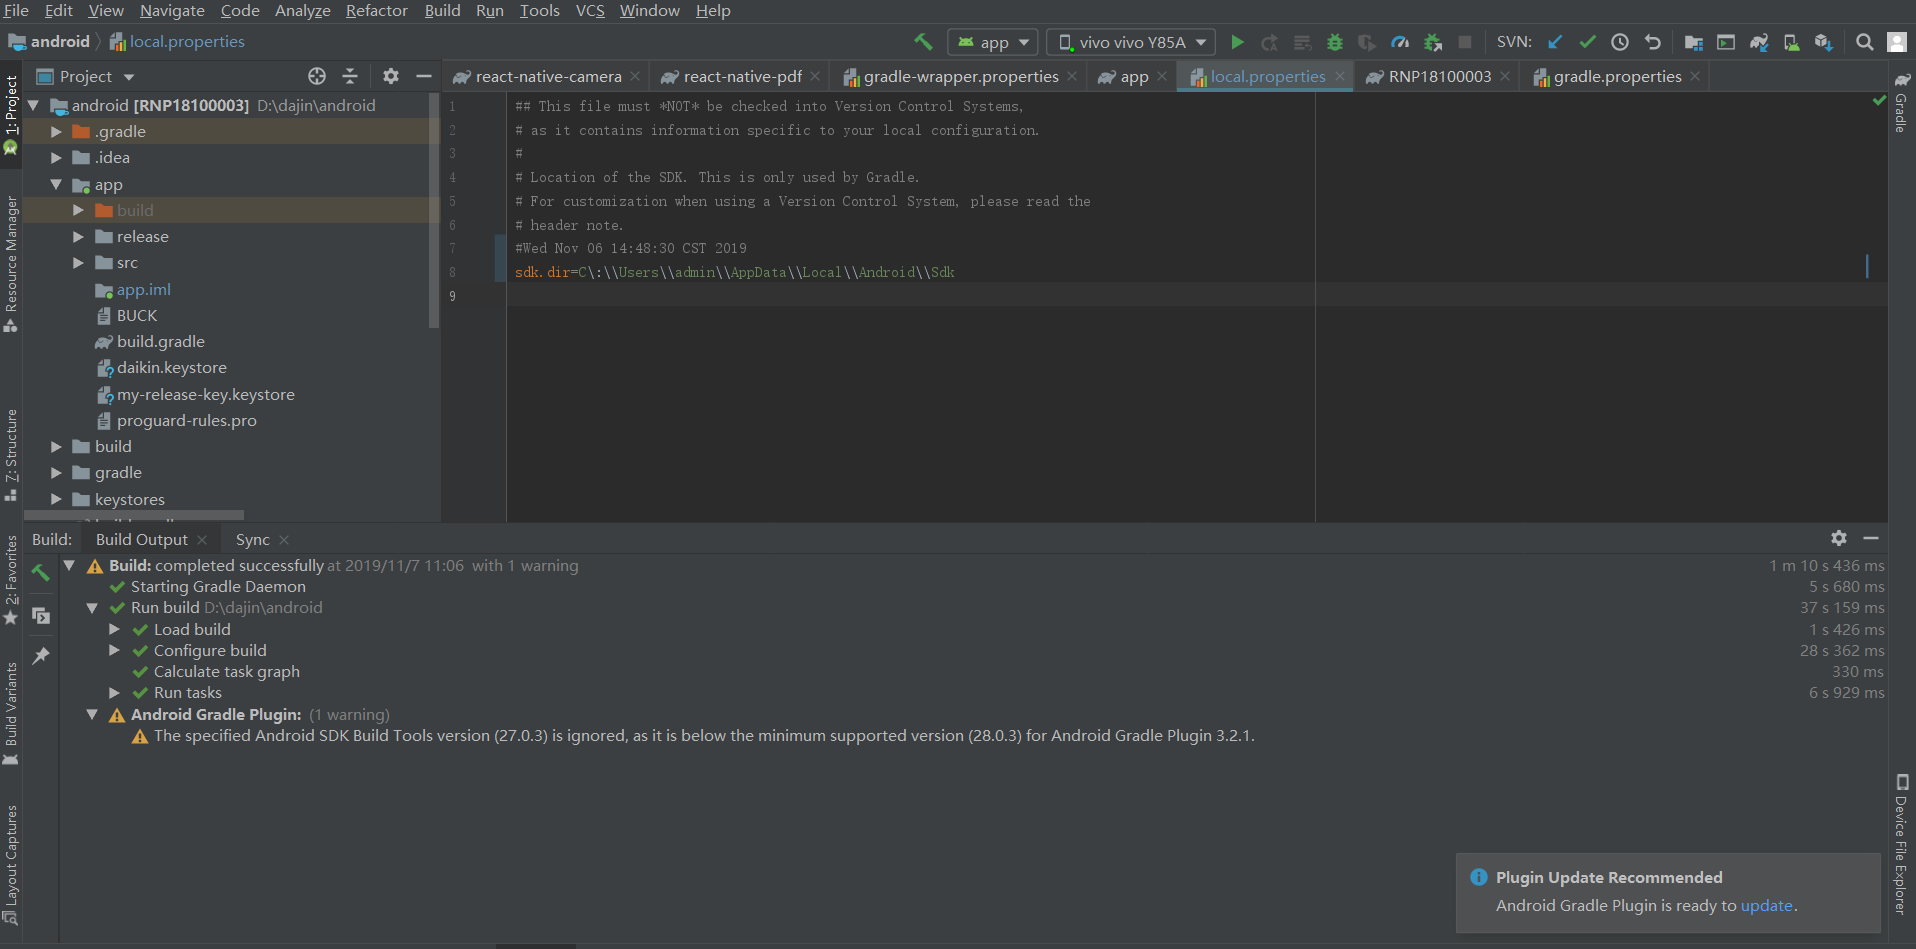 File Edit View Navigate Code Analyze Refactor Build Run Tools VCS Window Help
android local.properties app vivo vivo Y85A SVN:
Project
react-native-camera react-native-pdf gradle-wrapper.properties app local.properties RNP18100003 gradle.properties
1: Project
Resource Manager
7: Structure
2: Favorites
Build Variants
Layout Captures
android [RNP18100003] D:\dajin\android
.gradle
.idea
app
build
release
src
app.iml
BUCK
build.gradle
daikin.keystore
my-release-key.keystore
proguard-rules.pro
build
gradle
keystores
1 ## This file must *NOT* be checked into Version Control Systems,
2 # as it contains information specific to your local configuration.
3 #
4 # Location of the SDK. This is only used by Gradle.
5 # For customization when using a Version Control System, please read the
6 # header note.
7 #Wed Nov 06 14:48:30 CST 2019
8 sdk.dir=C\:\\Users\\admin\\AppData\\Local\\Android\\Sdk
9
Gradle
Device File Explorer
Build: Build Output Sync
Build: completed successfully at 2019/11/7 11:06 with 1 warning 1 m 10 s 436 ms
Starting Gradle Daemon 5 s 680 ms
Run build D:\dajin\android 37 s 159 ms
Load build 1 s 426 ms
Configure build 28 s 362 ms
Calculate task graph 330 ms
Run tasks 6 s 929 ms
Android Gradle Plugin: (1 warning)
The specified Android SDK Build Tools version (27.0.3) is ignored, as it is below the minimum supported version (28.0.3) for Android Gradle Plugin 3.2.1.
Plugin Update Recommended
Android Gradle Plugin is ready to update.